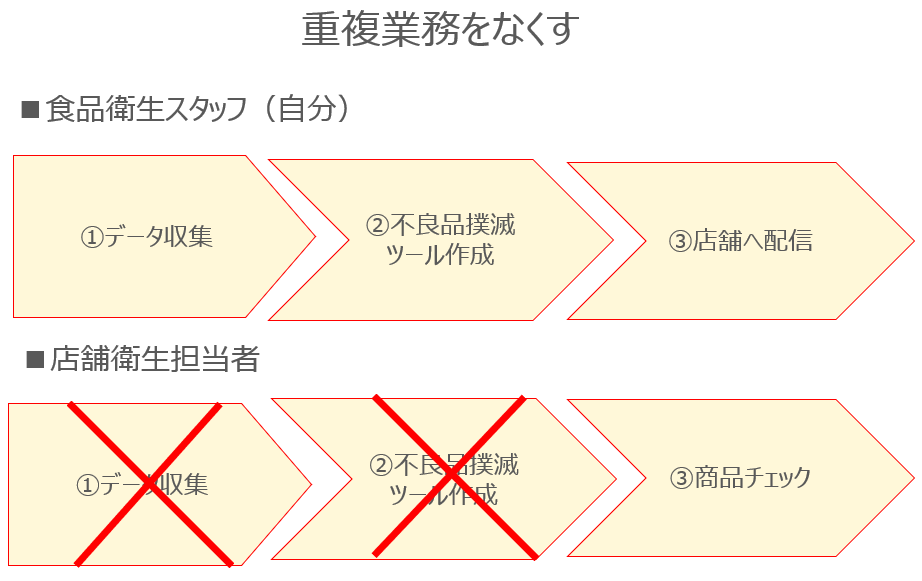 重複業務をなくす
■食品衛生スタッフ（自分）
①データ収集
②不良品撲滅
ツール作成
③店舗へ配信
■店舗衛生担当者
①データ収集
②不良品撲滅
ツール作成
③商品チェック